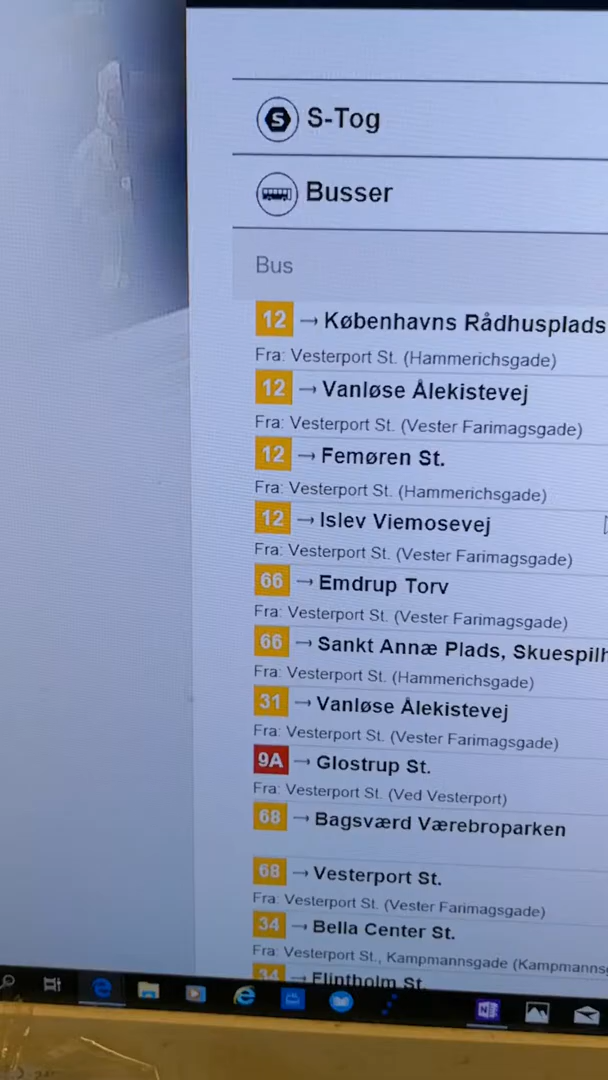 S S-Tog
Busser
Bus
12 → Københavns Rådhusplads
Fra: Vesterport St. (Hammerichsgade)
12 → Vanløse Ålekistevej
Fra: Vesterport St. (Vester Farimagsgade)
12 → Femøren St.
Fra: Vesterport St. (Hammerichsgade)
12 → Islev Viemosevej
Fra: Vesterport St. (Vester Farimagsgade)
66 → Emdrup Torv
Fra: Vesterport St. (Vester Farimagsgade)
66 → Sankt Annæ Plads, Skuespilh
Fra: Vesterport St. (Hammerichsgade)
31 → Vanløse Ålekistevej
Fra: Vesterport St. (Vester Farimagsgade)
9A → Glostrup St.
Fra: Vesterport St. (Ved Vesterport)
68 → Bagsværd Værebroparken
68 → Vesterport St.
Fra: Vesterport St. (Vester Farimagsgade)
34 → Bella Center St.
Fra: Vesterport St., Kampmannsgade (Kampmannsg
34 → Flintholm St.